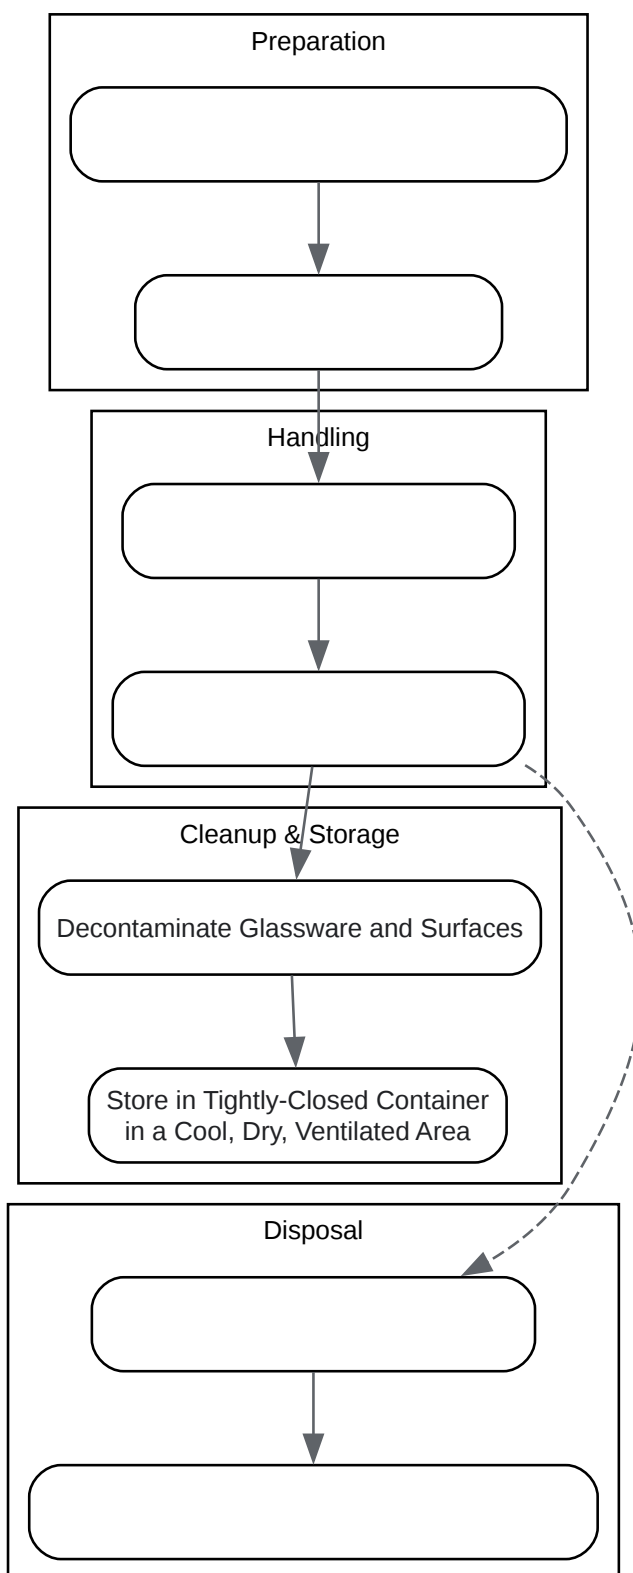 Preparation
Handling
Cleanup & Storage
Decontaminate Glassware and Surfaces
Store in Tightly-Closed Container
in a Cool, Dry, Ventilated Area
Disposal